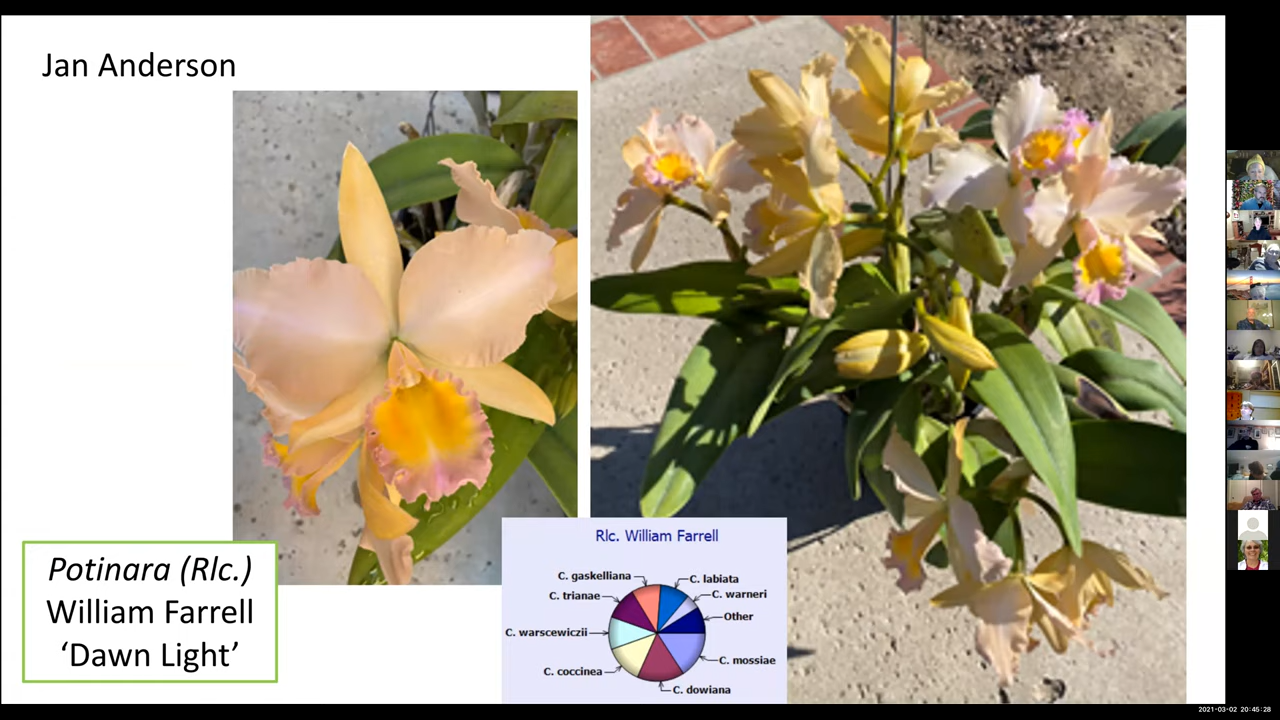 Jan Anderson
Potinara (Rlc.)
William Farrell
‘Dawn Light’
Rlc. William Farrell
C. gaskelliana
C. labiata
C. trianae
C. warneri
Other
C. warscewiczii
C. mossiae
C. coccinea
C. dowiana
2021-03-02 20:45:28